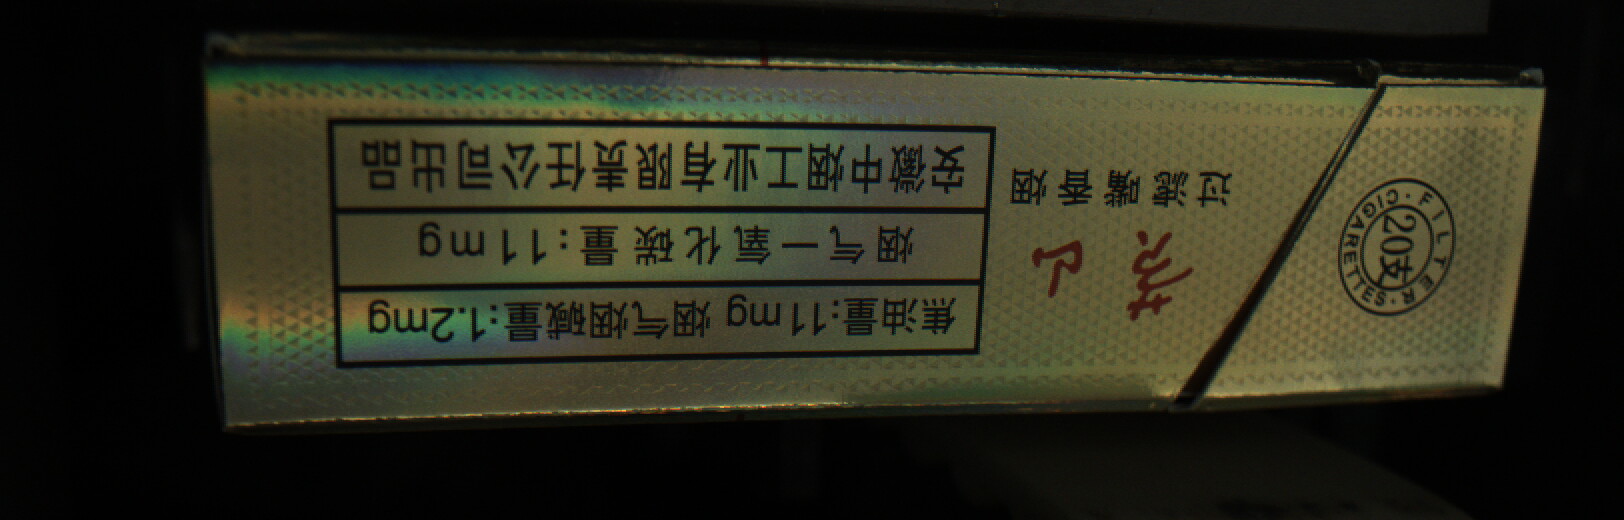 FILTER·CIGARETTES·
20支
黄山
过滤嘴香烟
焦油量:11mg 烟气烟碱量:1.2mg
烟气一氧化碳量:11mg
安徽中烟工业有限责任公司出品